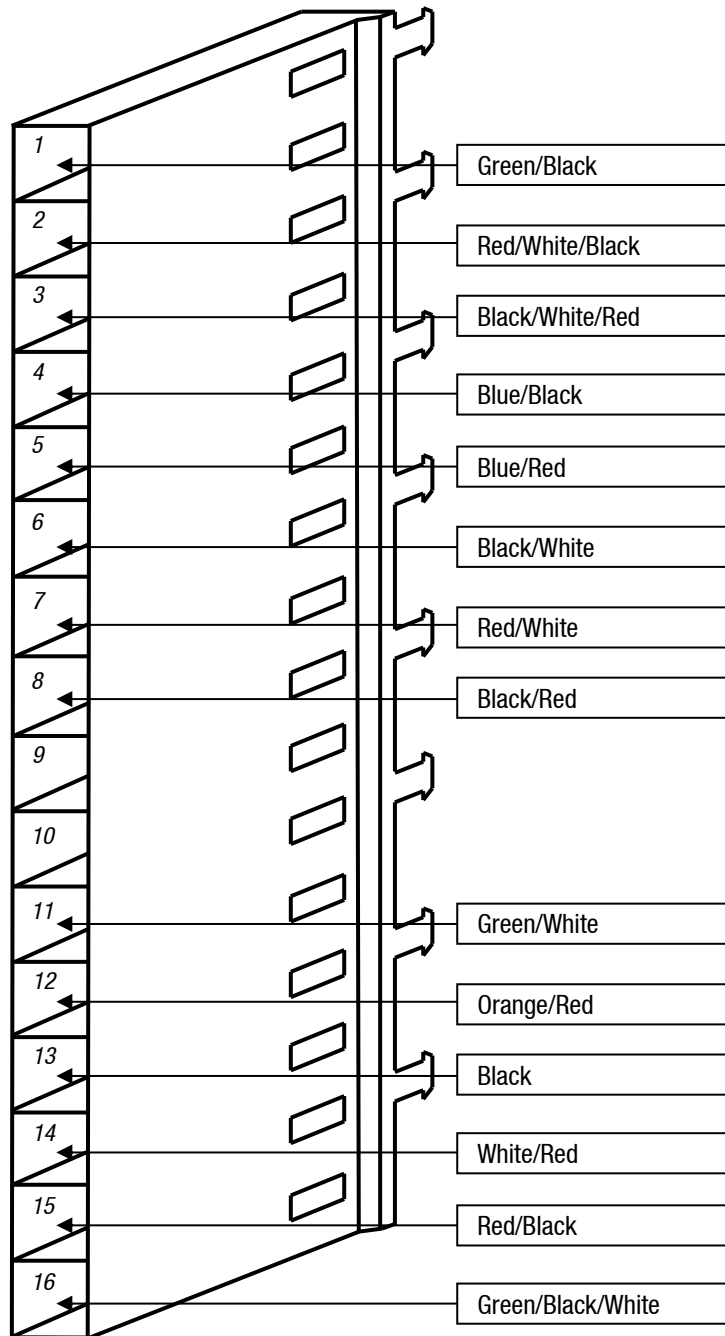 1 Green/Black
2 Red/White/Black
3 Black/White/Red
4 Blue/Black
5 Blue/Red
6 Black/White
7 Red/White
8 Black/Red
9
10
11 Green/White
12 Orange/Red
13 Black
14 White/Red
15 Red/Black
16 Green/Black/White